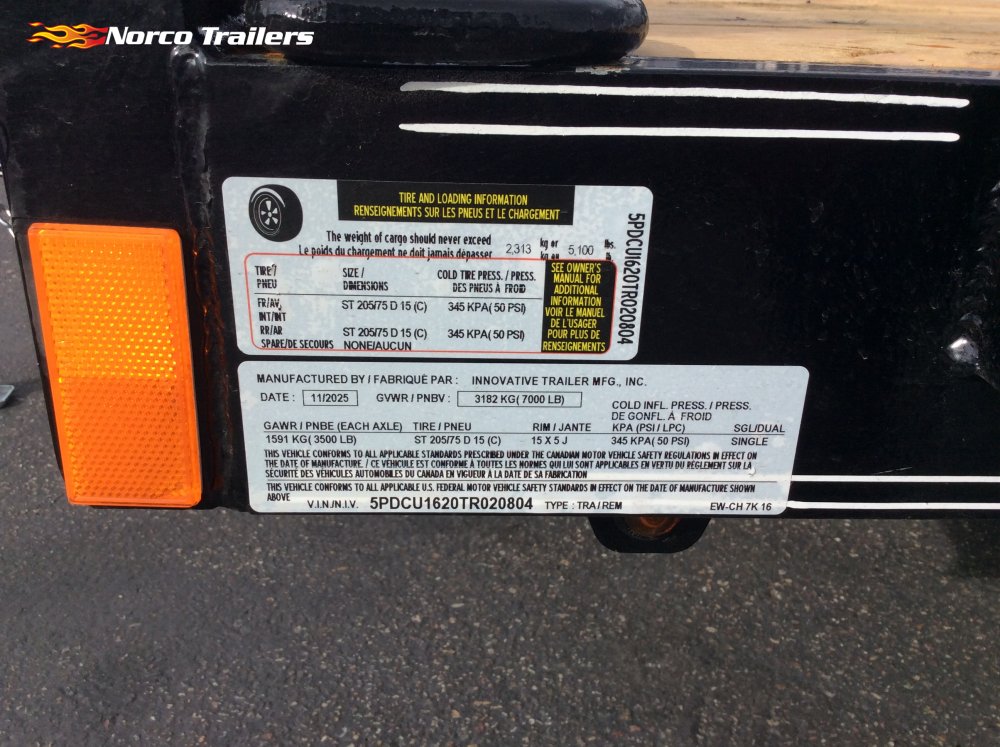 Norco Trailers
TIRE AND LOADING INFORMATION
RENSEIGNEMENTS SUR LES PNEUS ET LE CHARGEMENT
The weight of cargo should never exceed 2,313 kg or 5,100 lbs.
Le poids du chargement ne doit jamais dépasser
TIRE/ SIZE / COLD TIRE PRESS. / PRESS.
PNEU DIMENSIONS DES PNEUS À FROID
FR/AV, ST 205/75 D 15 (C) 345 KPA( 50 PSI)
INT/INT
RR/AR ST 205/75 D 15 (C) 345 KPA( 50 PSI)
SPARE/DE SECOURS NONE/AUCUN
SEE OWNER'S
MANUAL FOR
ADDITIONAL
INFORMATION
VOIR LE MANUEL
DE L'USAGER
POUR PLUS DE
RENSEIGNEMENTS
5PDCU1620TR020804
MANUFACTURED BY / FABRIQUÉ PAR : INNOVATIVE TRAILER MFG., INC.
DATE : 11/2025 GVWR / PNBV : 3182 KG( 7000 LB)
COLD INFL. PRESS. / PRESS.
DE GONFL. À FROID
GAWR / PNBE (EACH AXLE) TIRE / PNEU RIM / JANTE KPA (PSI / LPC) SGL/DUAL
1591 KG( 3500 LB) ST 205/75 D 15 (C) 15 X 5 J 345 KPA( 50 PSI) SINGLE
THIS VEHICLE CONFORMS TO ALL APPLICABLE STANDARDS PRESCRIBED UNDER THE CANADIAN MOTOR VEHICLE SAFETY REGULATIONS IN EFFECT ON
THE DATE OF MANUFACTURE. / CE VÉHICULE EST CONFORME À TOUTES LES NORMES QUI LUI SONT APPLICABLES EN VERTU DU RÈGLEMENT SUR LA
SÉCURITÉ DES VÉHICULES AUTOMOBILES DU CANADA EN VIGUEUR À LA DATE DE SA FABRICATION
THIS VEHICLE CONFORMS TO ALL APPLICABLE U.S. FEDERAL MOTOR VEHICLE SAFETY STANDARDS IN EFFECT ON THE DATE OF MANUFACTURE SHOWN
ABOVE
V.I.N./N.I.V. 5PDCU1620TR020804 TYPE : TRA / REM EW-CH 7K 16